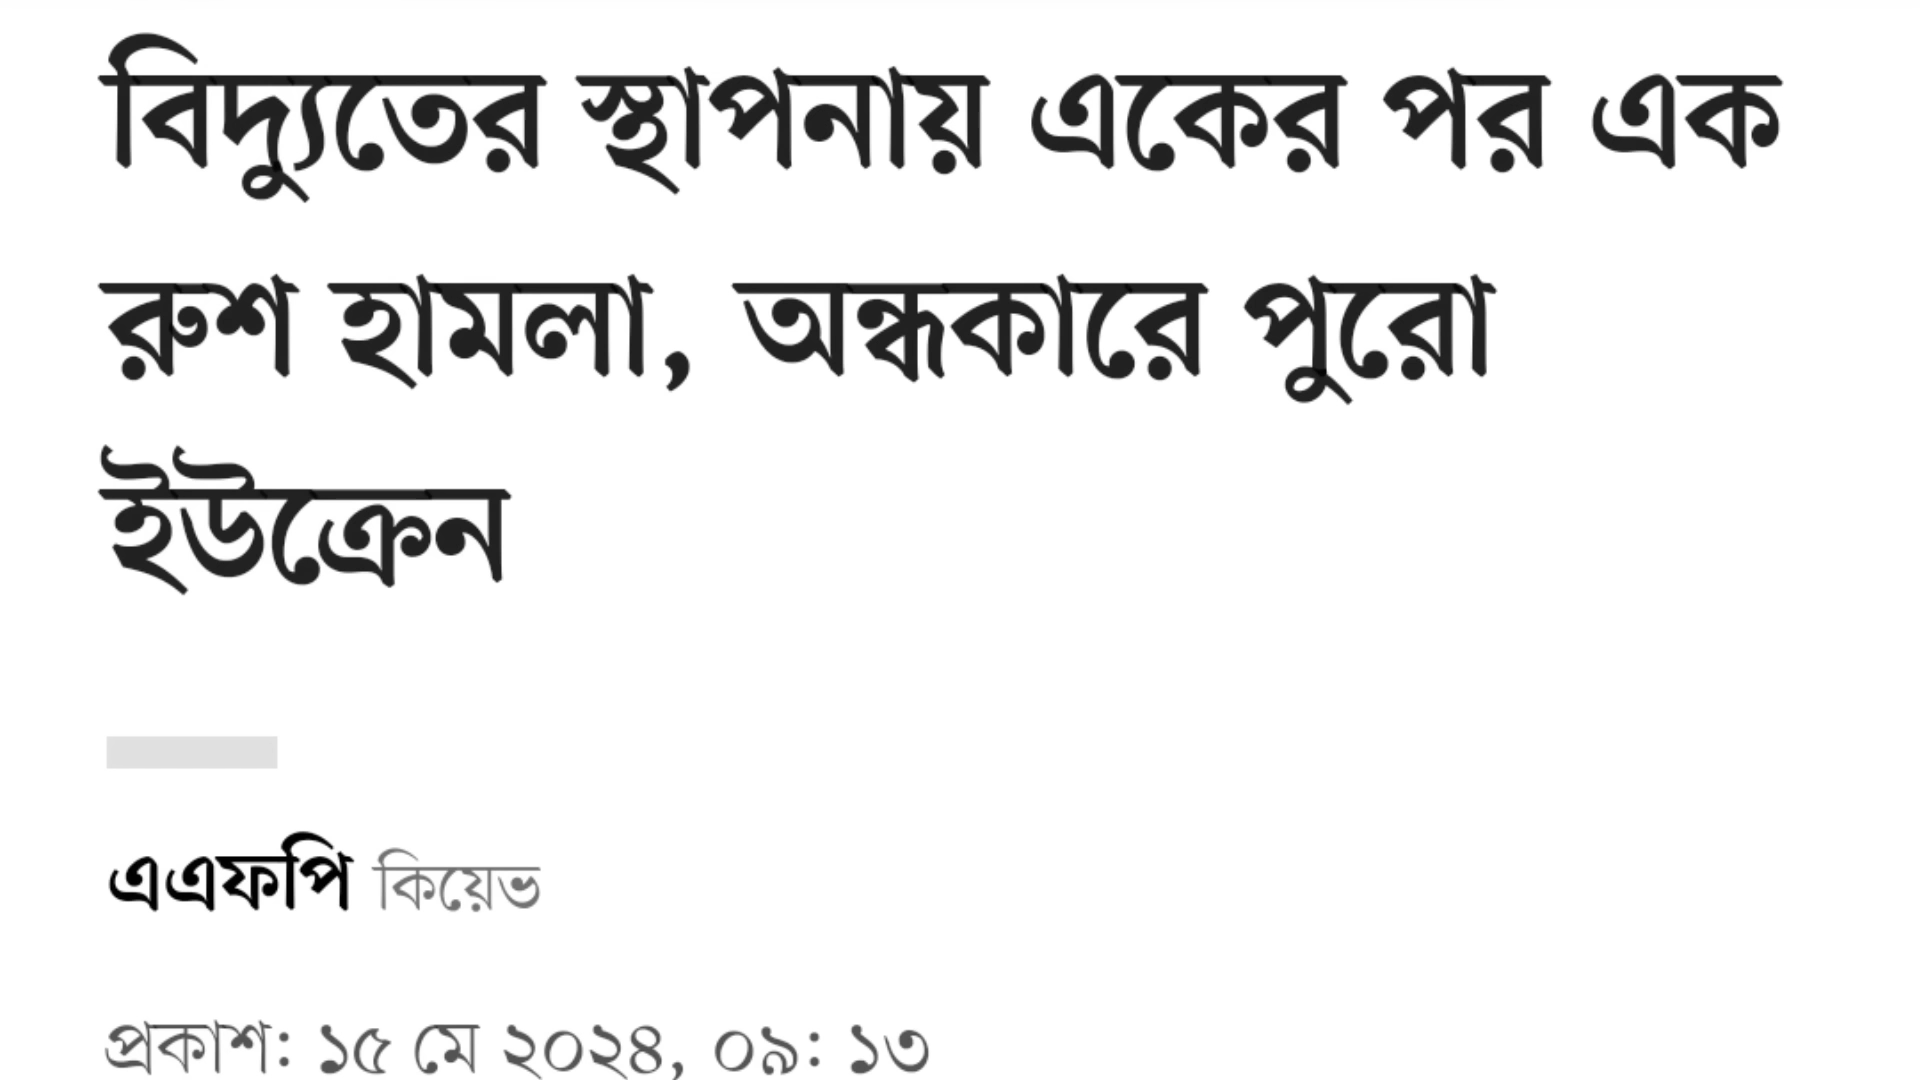 বিদ্যুতের স্থাপনায় একের পর এক
রুশ হামলা, অন্ধকারে পুরো
ইউক্রেন
এএফপি কিয়েভ
প্রকাশ: ১৫ মে ২০২৪, ০৯: ১৩